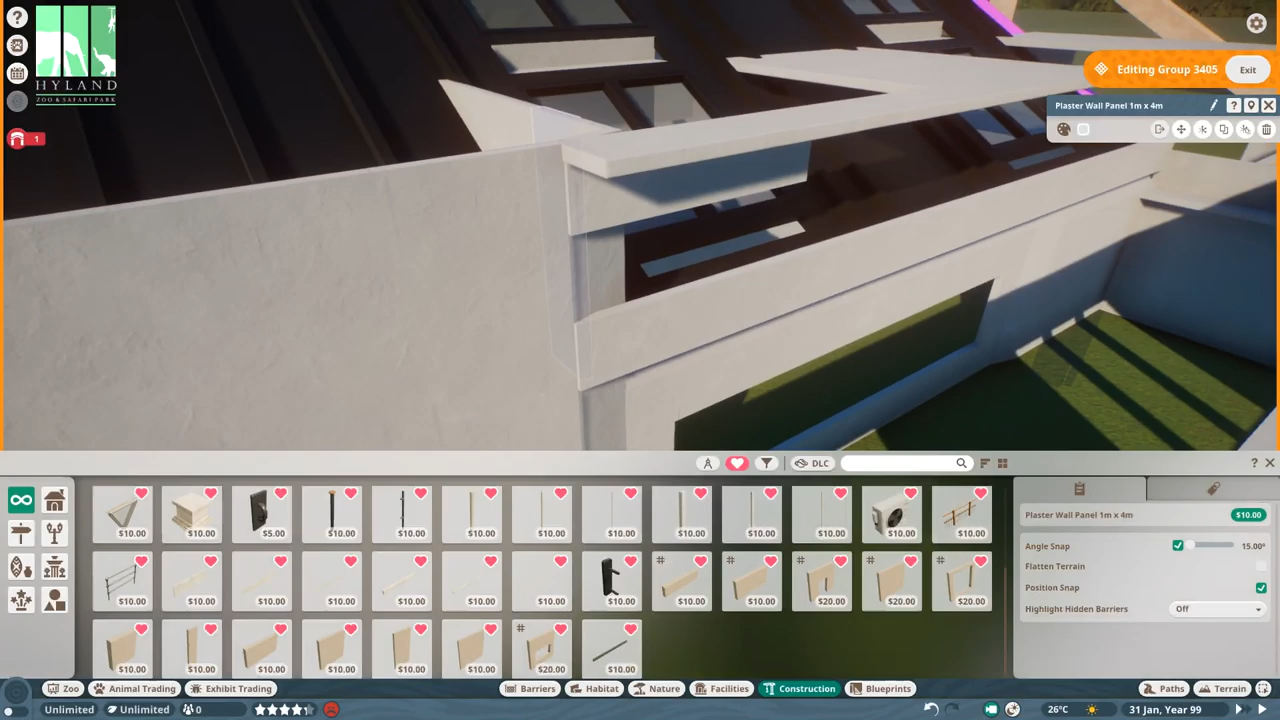 HYLAND
ZOO & SAFARI PARK
1
Editing Group 3405
Exit
Plaster Wall Panel 1m x 4m
?
DLC
?
$10.00 $10.00 $5.00 $10.00 $10.00 $10.00 $10.00 $10.00 $10.00 $10.00 $10.00 $10.00 $10.00
$10.00 $10.00 $10.00 $10.00 $10.00 $10.00 $10.00 $10.00 $10.00 $20.00 $10.00 $20.00
$10.00 $10.00 $10.00 $10.00 $10.00 $10.00 $20.00 $10.00
Plaster Wall Panel 1m x 4m $10.00
Angle Snap 15.00°
Flatten Terrain
Position Snap
Highlight Hidden Barriers Off
Zoo Animal Trading Exhibit Trading Barriers Habitat Nature Facilities Construction Blueprints Paths Terrain
Unlimited Unlimited 0 26°C 31 Jan, Year 99